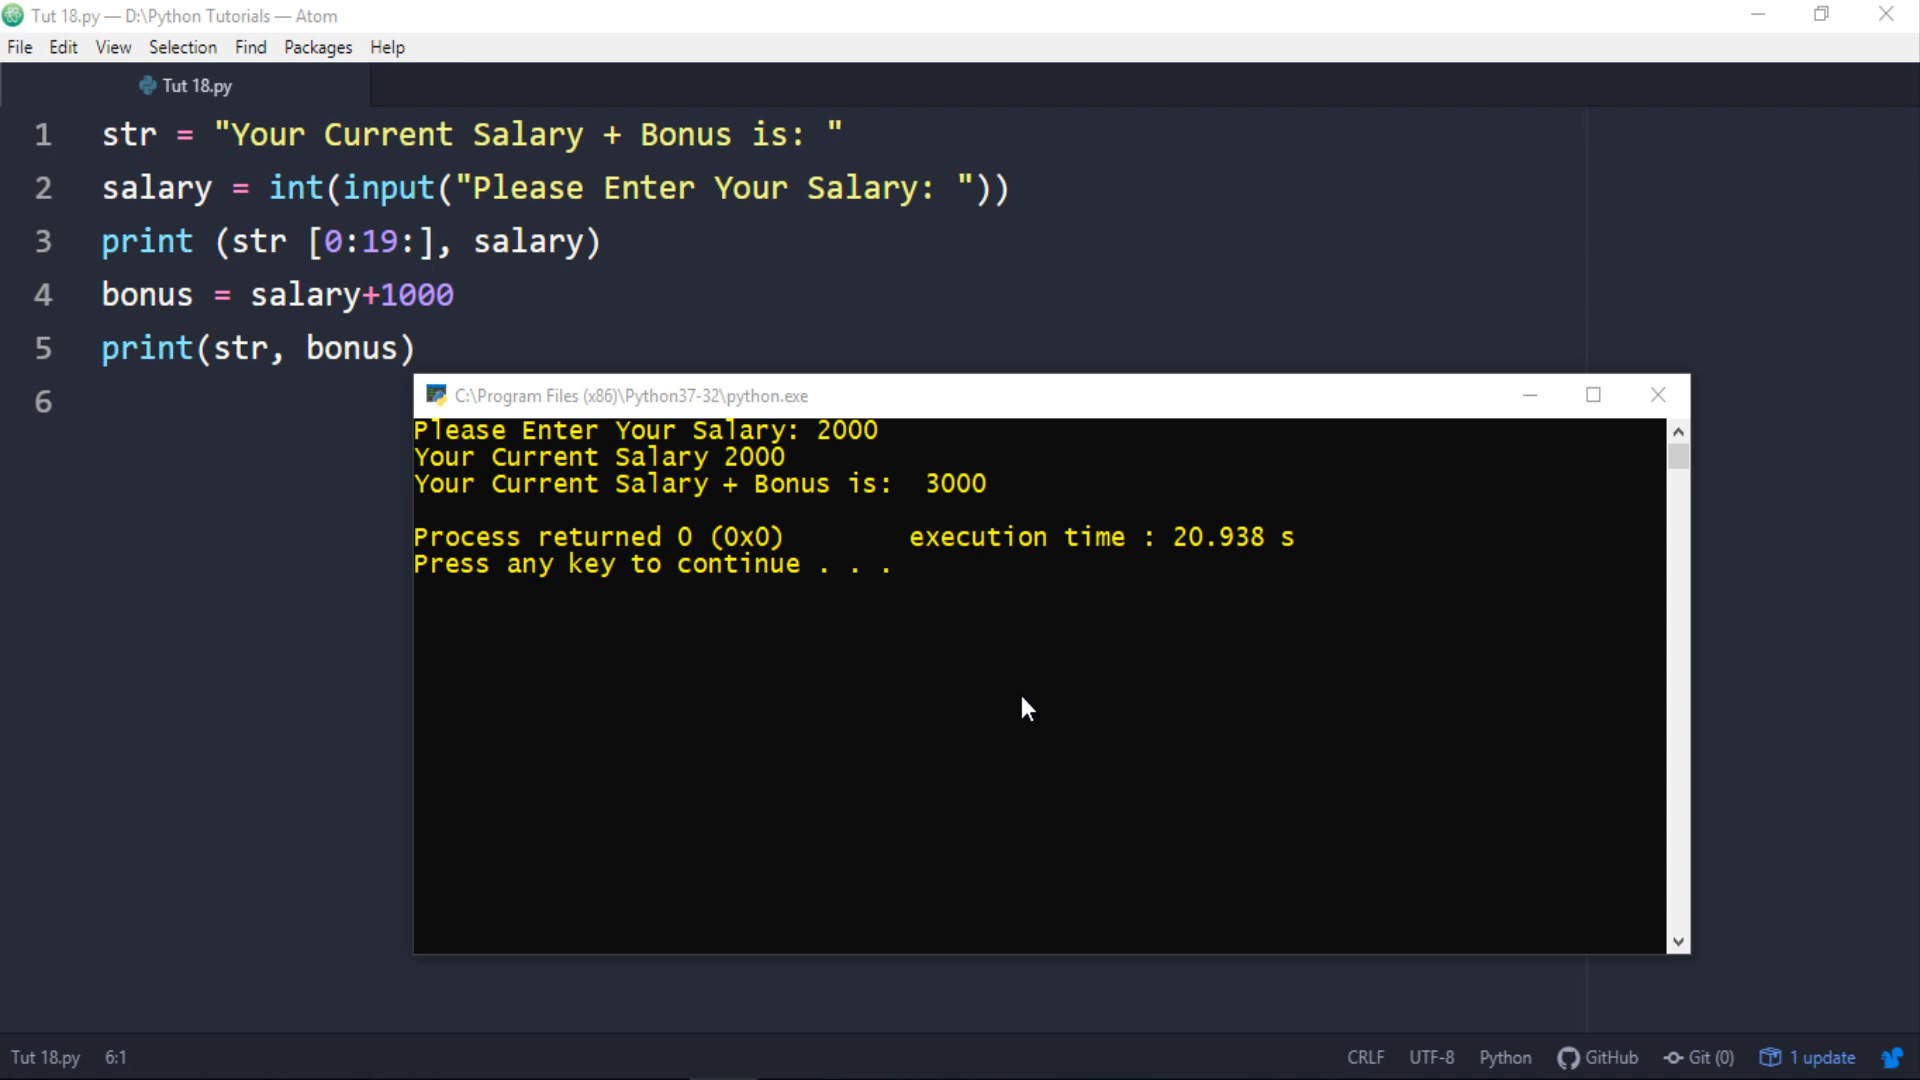 Tut 18.py — D:\Python Tutorials — Atom
File Edit View Selection Find Packages Help
Tut 18.py
1 str = "Your Current Salary + Bonus is: "
2 salary = int(input("Please Enter Your Salary: "))
3 print (str [0:19:], salary)
4 bonus = salary+1000
5 print(str, bonus)
6
C:\Program Files (x86)\Python37-32\python.exe
Please Enter Your Salary: 2000
Your Current Salary 2000
Your Current Salary + Bonus is:  3000
Process returned 0 (0x0) execution time : 20.938 s
Press any key to continue . . .
Tut 18.py 6:1 CRLF UTF-8 Python GitHub Git (0) 1 update